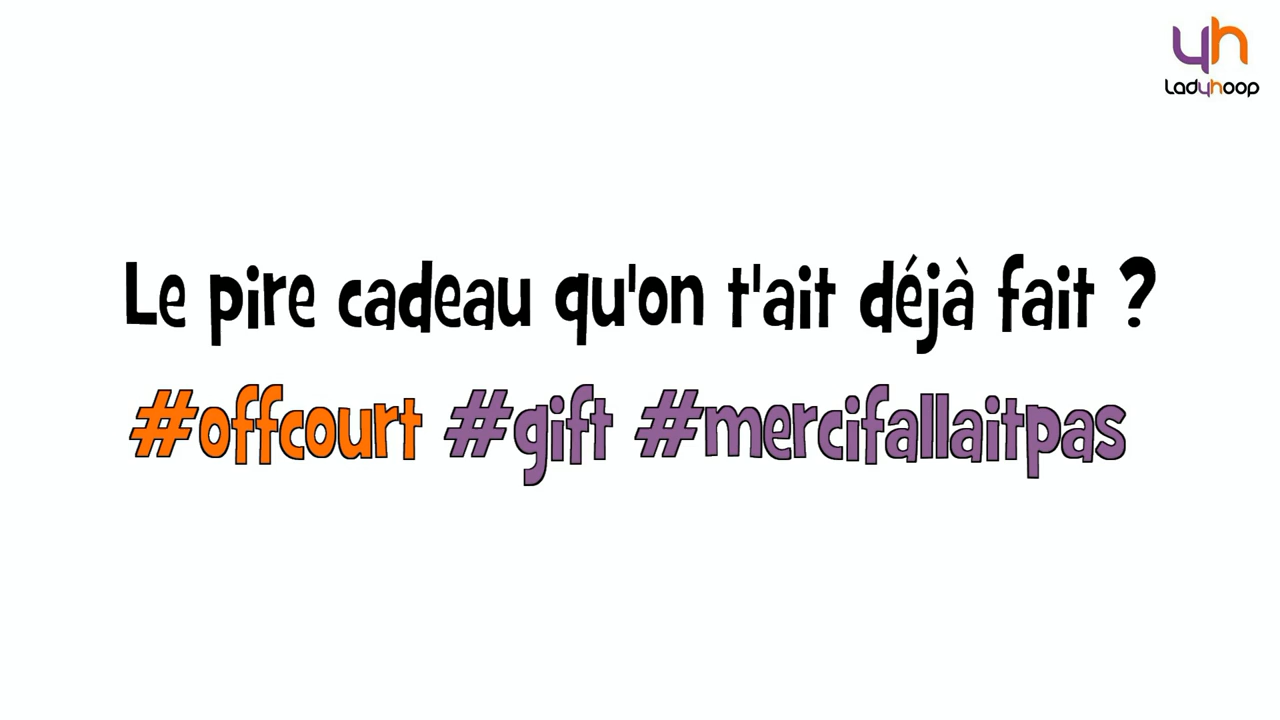 yh
Ladyhoop
Le pire cadeau qu'on t'ait déjà fait ?
#offcourt #gift #mercifallaitpas